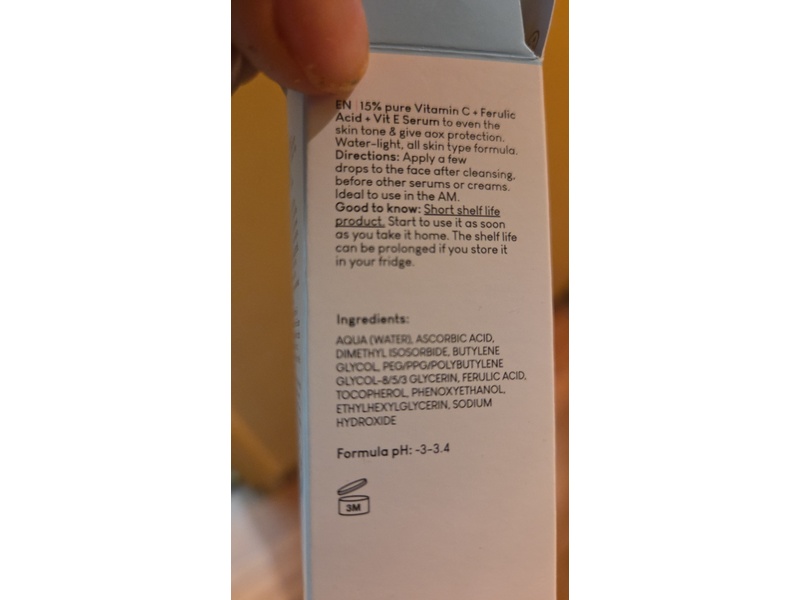 EN | 15% pure Vitamin C + Ferulic
Acid + Vit E Serum to even the
skin tone & give aox protection.
Water-light, all skin type formula.
Directions: Apply a few
drops to the face after cleansing,
before other serums or creams.
Ideal to use in the AM.
Good to know: Short shelf life
product. Start to use it as soon
as you take it home. The shelf life
can be prolonged if you store it
in your fridge.
Ingredients:
AQUA (WATER), ASCORBIC ACID,
DIMETHYL ISOSORBIDE, BUTYLENE
GLYCOL, PEG/PPG/POLYBUTYLENE
GLYCOL-8/5/3 GLYCERIN, FERULIC ACID,
TOCOPHEROL, PHENOXYETHANOL,
ETHYLHEXYLGLYCERIN, SODIUM
HYDROXIDE
Formula pH: ~3-3.4
3M